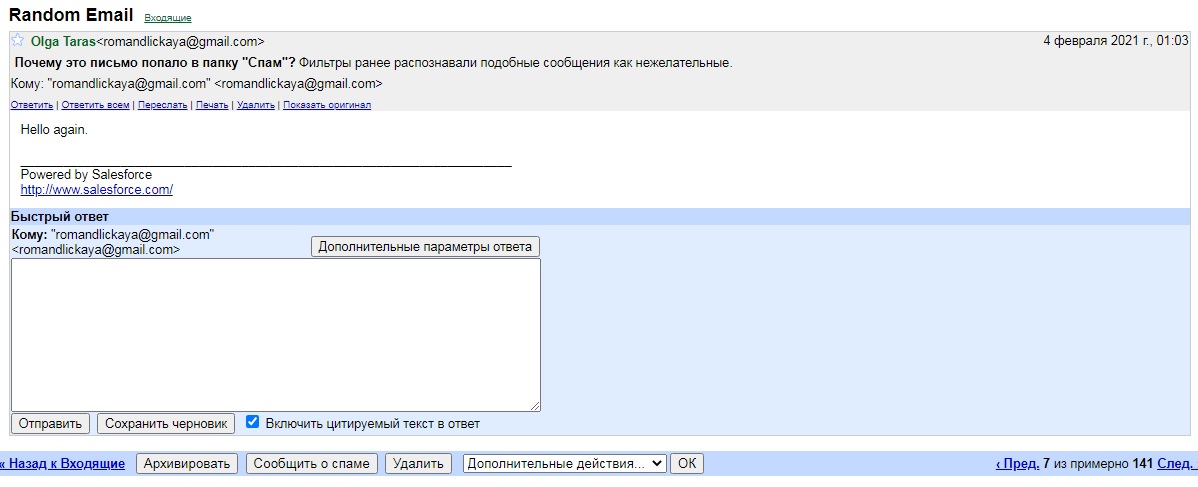 Random Email Входящие
Olga Taras<romandlickaya@gmail.com> 4 февраля 2021 г., 01:03
Почему это письмо попало в папку "Спам"? Фильтры ранее распознавали подобные сообщения как нежелательные.
Кому: "romandlickaya@gmail.com" <romandlickaya@gmail.com>
Ответить | Ответить всем | Переслать | Печать | Удалить | Показать оригинал
Hello again.
Powered by Salesforce
http://www.salesforce.com/
Быстрый ответ
Кому: "romandlickaya@gmail.com"
<romandlickaya@gmail.com> Дополнительные параметры ответа
Отправить Сохранить черновик Включить цитируемый текст в ответ
« Назад к Входящие Архивировать Сообщить о спаме Удалить Дополнительные действия... ОК ‹ Пред. 7 из примерно 141 След.